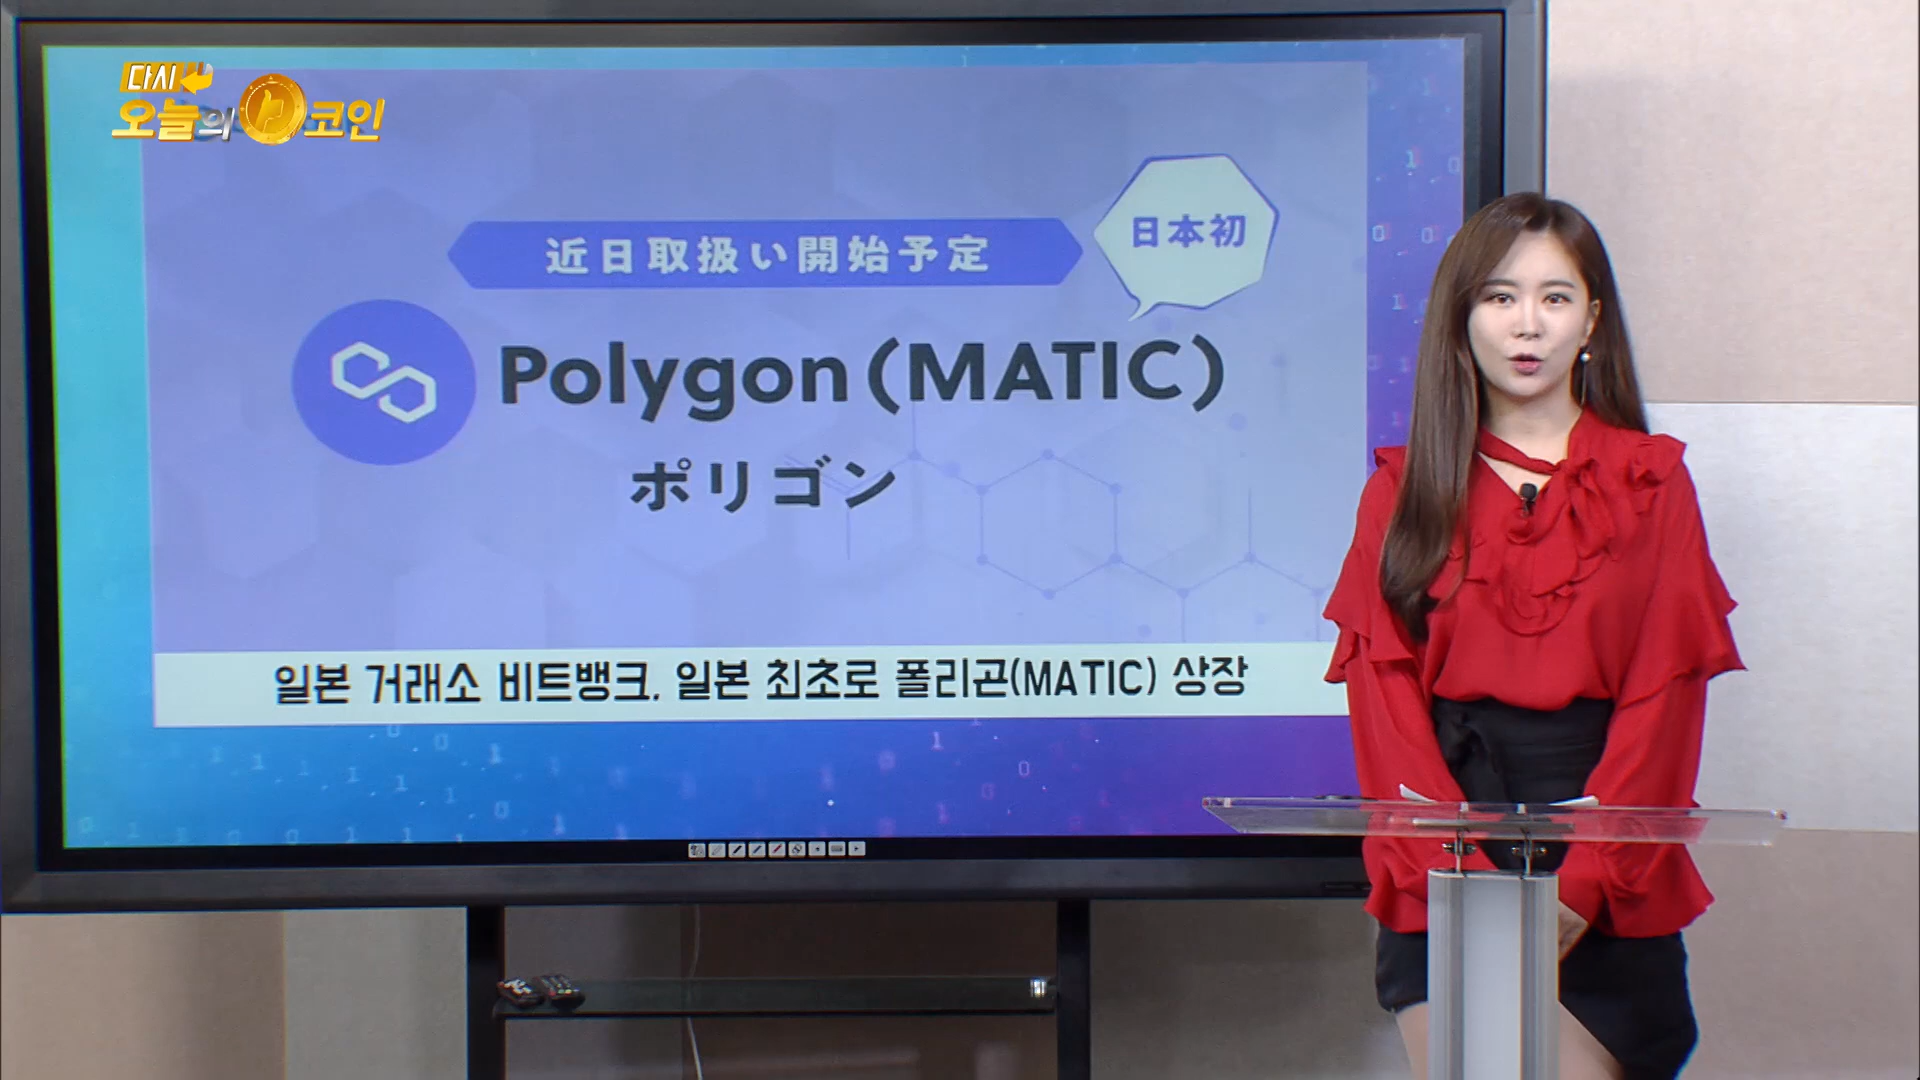 다시
오늘의 코인
近日取扱い開始予定
日本初
Polygon (MATIC)
ポリゴン
일본 거래소 비트뱅크, 일본 최초로 폴리곤(MATIC) 상장